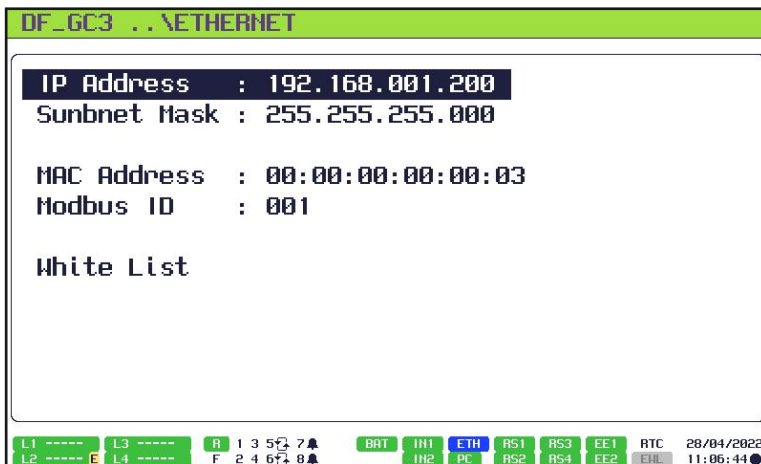 DF_GC3 ..\ETHERNET
IP Address : 192.168.001.200
Sunbnet Mask : 255.255.255.000
MAC Address : 00:00:00:00:00:03
Modbus ID : 001
White List
L1 ----- L3 ----- R 1 3 5 7 BAT IN1 ETH RS1 RS3 EE1 RTC 28/04/2022
L2 ----- E L4 ----- F 2 4 6 8 IN2 PC RS2 RS4 EE2 EWL 11:06:44